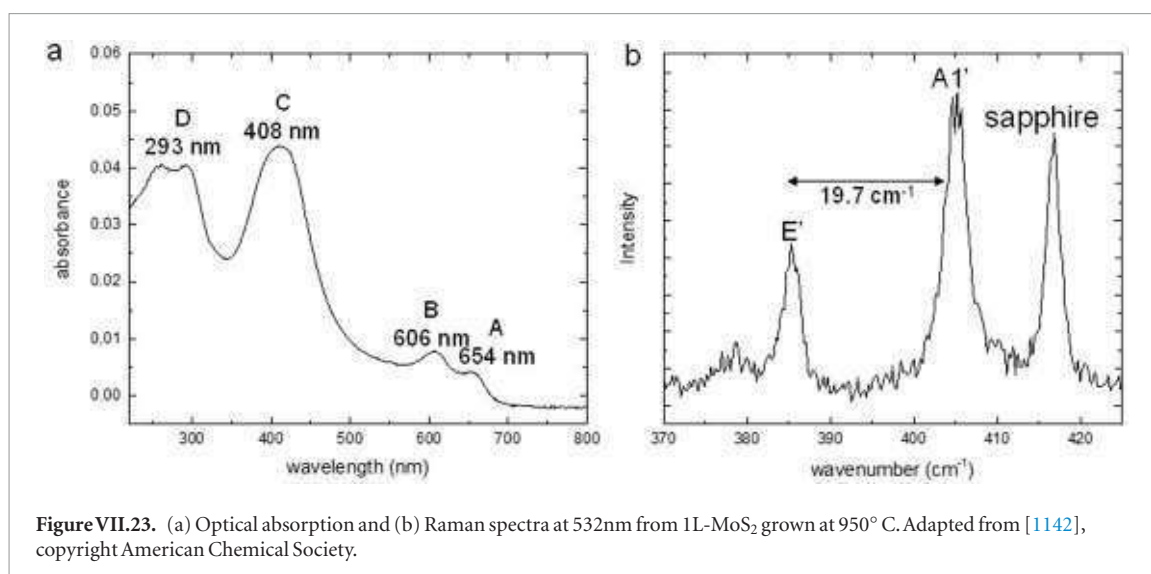 a
0.06
0.05
0.04
0.03
0.02
0.01
0.00
absorbance
D
293 nm
C
408 nm
B
606 nm
A
654 nm
300 400 500 600 700 800
wavelength (nm)
b
Intensity
E'
19.7 cm⁻¹
A1'
sapphire
370 380 390 400 410 420
wavenumber (cm⁻¹)
Figure VII.23. (a) Optical absorption and (b) Raman spectra at 532nm from 1L-MoS₂ grown at 950° C. Adapted from [1142],
copyright American Chemical Society.